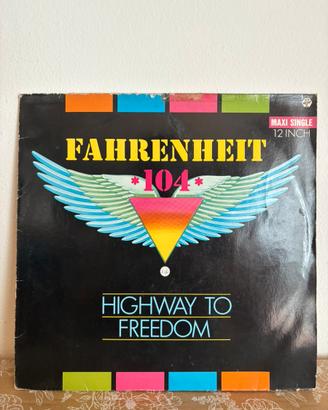 MAXI SINGLE
12 INCH
FAHRENHEIT
*104*
HIGHWAY TO
FREEDOM